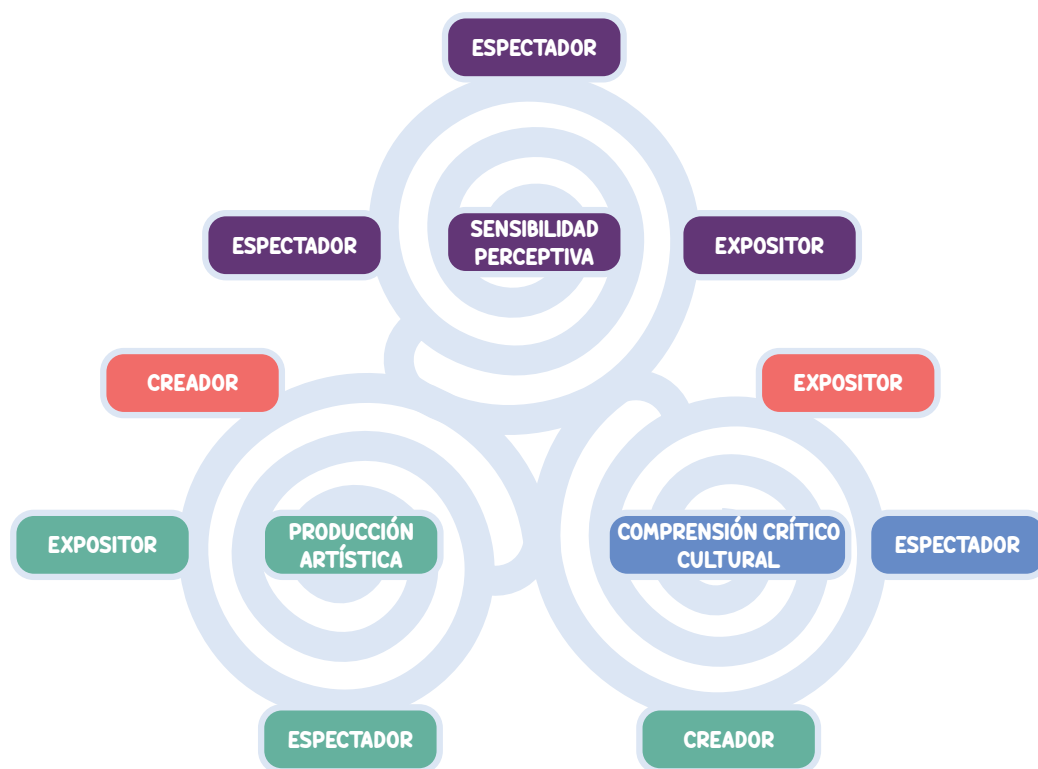 ESPECTADOR
ESPECTADOR
SENSIBILIDAD
PERCEPTIVA
EXPOSITOR
CREADOR
EXPOSITOR
EXPOSITOR
PRODUCCIÓN
ARTÍSTICA
COMPRENSIÓN CRÍTICO
CULTURAL
ESPECTADOR
ESPECTADOR
CREADOR